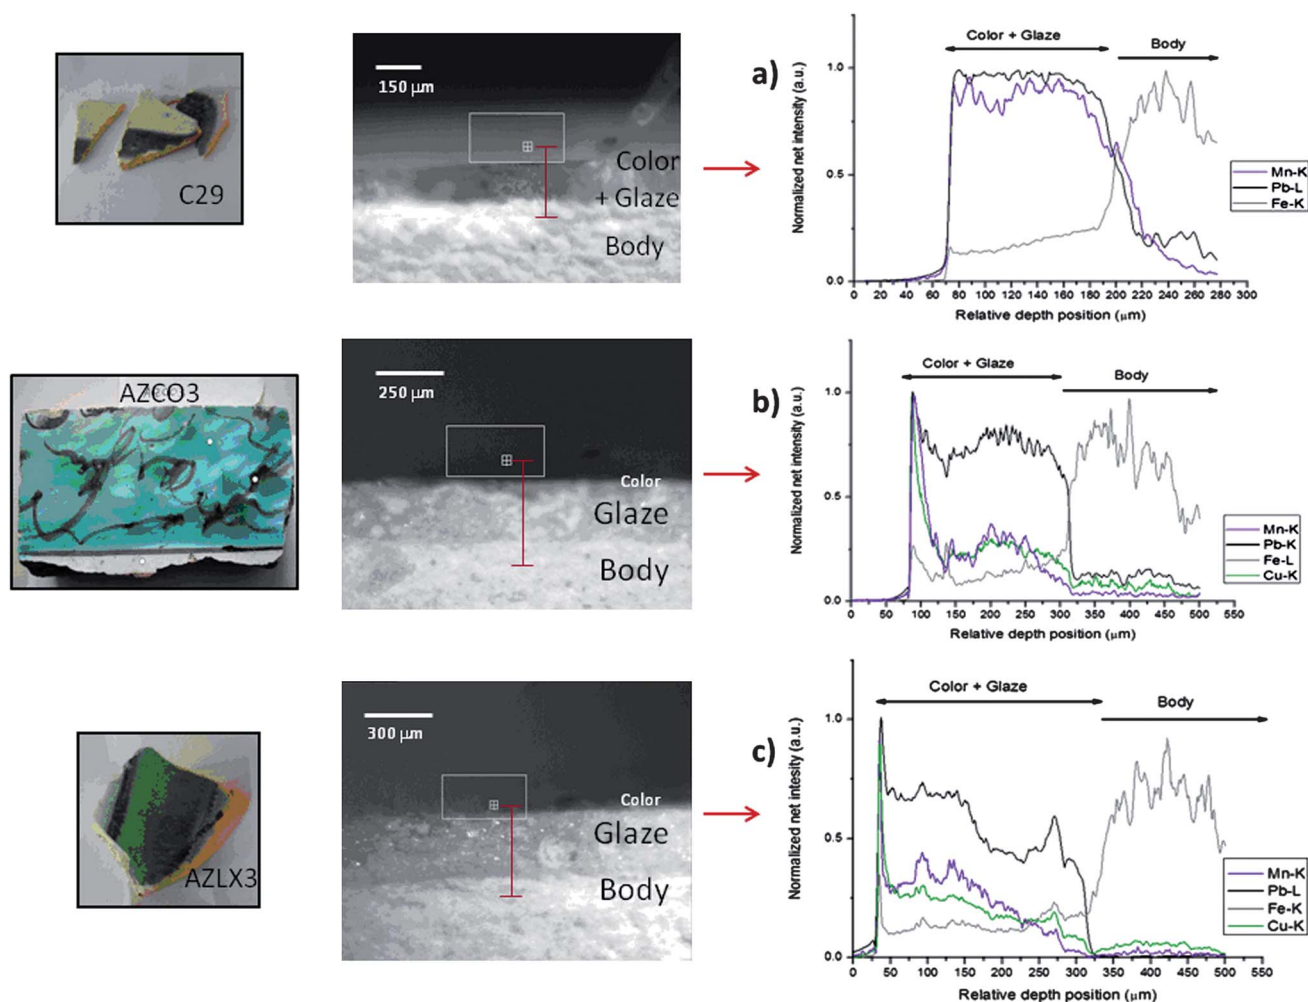 C29
150 μm
Color
+ Glaze
Body
a)
Color + Glaze
Body
Normalized net intensity (a.u.)
1.0
0.5
0.0
0 20 40 60 80 100 120 140 160 180 200 220 240 260 280 300
Relative depth position (μm)
Mn-K
Pb-L
Fe-K
AZCO3
250 μm
Color
Glaze
Body
b)
Color + Glaze
Body
Normalized net intensity (a.u.)
1.0
0.5
0.0
0 50 100 150 200 250 300 350 400 450 500 550
Relative depth position (μm)
Mn-K
Pb-K
Fe-L
Cu-K
AZLX3
300 μm
Color
Glaze
Body
c)
Color + Glaze
Body
Normalized net intesity (a.u.)
1.0
0.5
0.0
0 50 100 150 200 250 300 350 400 450 500 550
Relative depth position (μm)
Mn-K
Pb-L
Fe-K
Cu-K